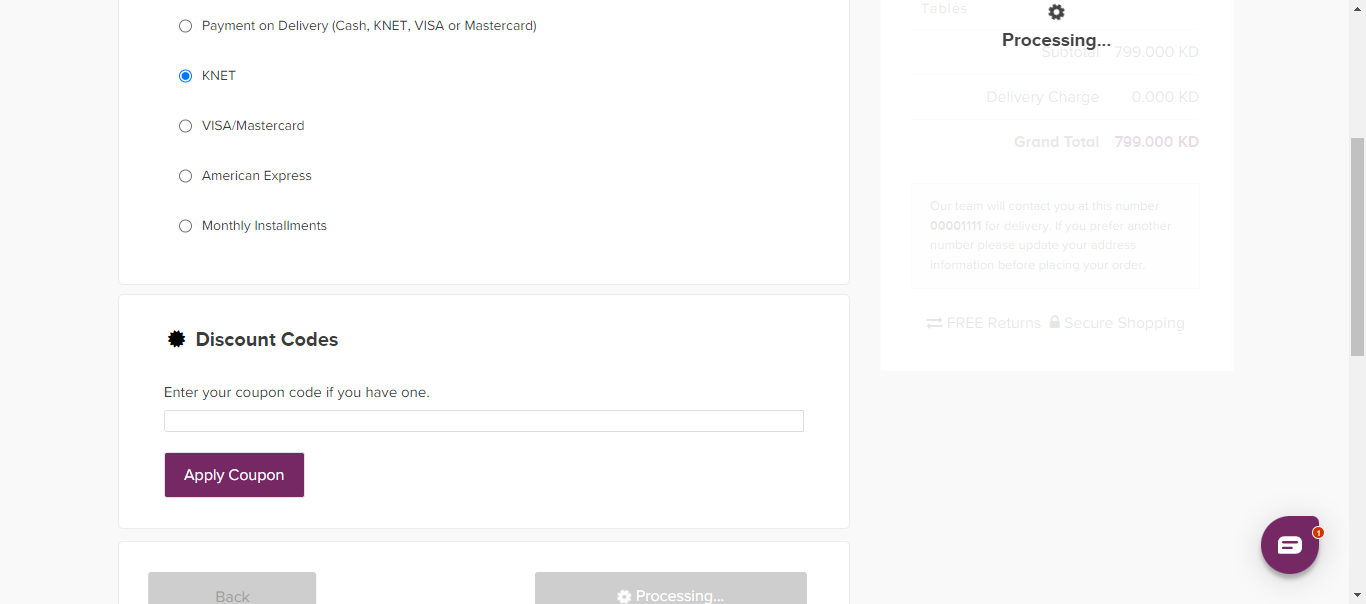 Payment on Delivery (Cash, KNET, VISA or Mastercard)
KNET
VISA/Mastercard
American Express
Monthly Installments
Discount Codes
Enter your coupon code if you have one.
Apply Coupon
Back
Processing...
Tables
Processing...
Subtotal 799.000 KD
Delivery Charge 0.000 KD
Grand Total 799.000 KD
Our team will contact you at this number
00001111 for delivery. If you prefer another
number please update your address
information before placing your order.
FREE Returns Secure Shopping
1